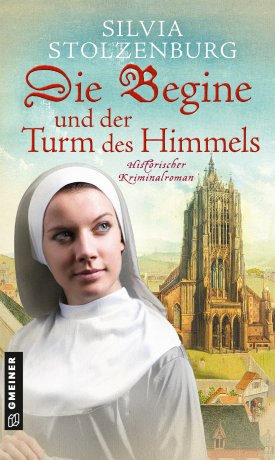 SILVIA
STOLZENBURG
Die Begine
und der
Turm des Himmels
Historischer
Kriminalroman
GMEINER